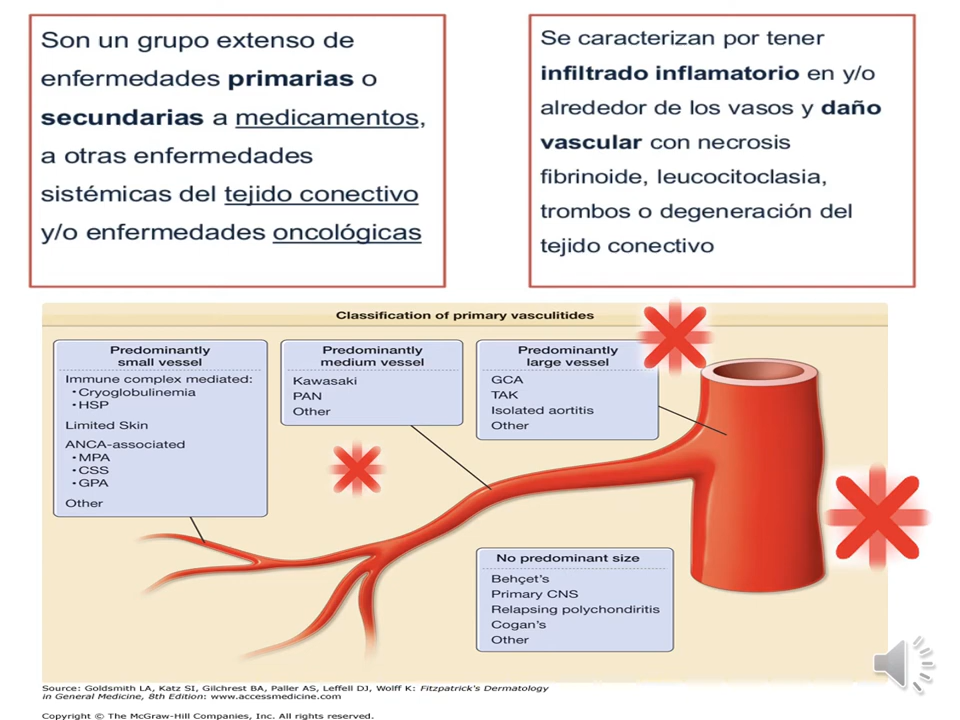 Son un grupo extenso de
enfermedades primarias o
secundarias a medicamentos,
a otras enfermedades
sistémicas del tejido conectivo
y/o enfermedades oncológicas
Se caracterizan por tener
infiltrado inflamatorio en y/o
alrededor de los vasos y daño
vascular con necrosis
fibrinoide, leucocitoclasia,
trombos o degeneración del
tejido conectivo
Classification of primary vasculitides
Predominantly
small vessel
Immune complex mediated:
• Cryoglobulinemia
• HSP
Limited Skin
ANCA-associated
• MPA
• CSS
• GPA
Other
Predominantly
medium vessel
Kawasaki
PAN
Other
Predominantly
large vessel
GCA
TAK
Isolated aortitis
Other
No predominant size
Behçet's
Primary CNS
Relapsing polychondiritis
Cogan's
Other
Source: Goldsmith LA, Katz SI, Gilchrest BA, Paller AS, Leffell DJ, Wolff K: Fitzpatrick's Dermatology
in General Medicine, 8th Edition: www.accessmedicine.com
Copyright © The McGraw-Hill Companies, Inc. All rights reserved.